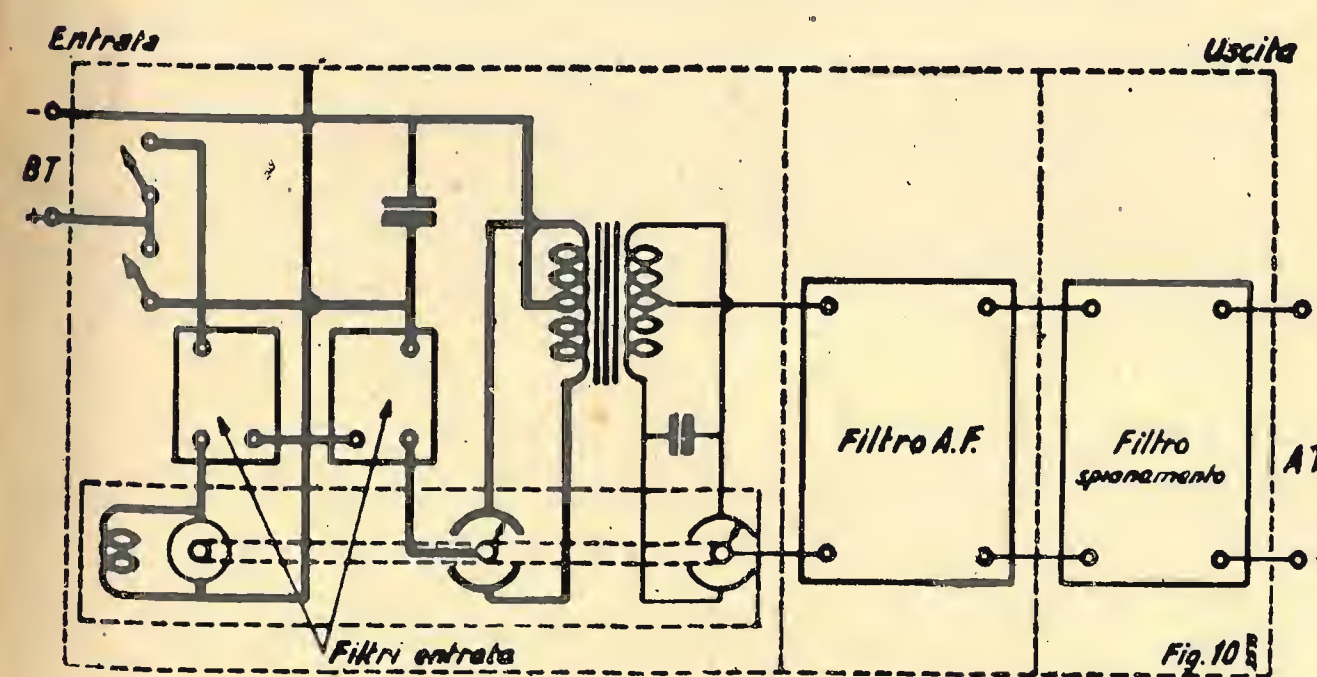 Entrata
Uscita
-
BT
+
Filtro A.F.
Filtro
spianamento
AT
Filtri entrata
Fig. 10